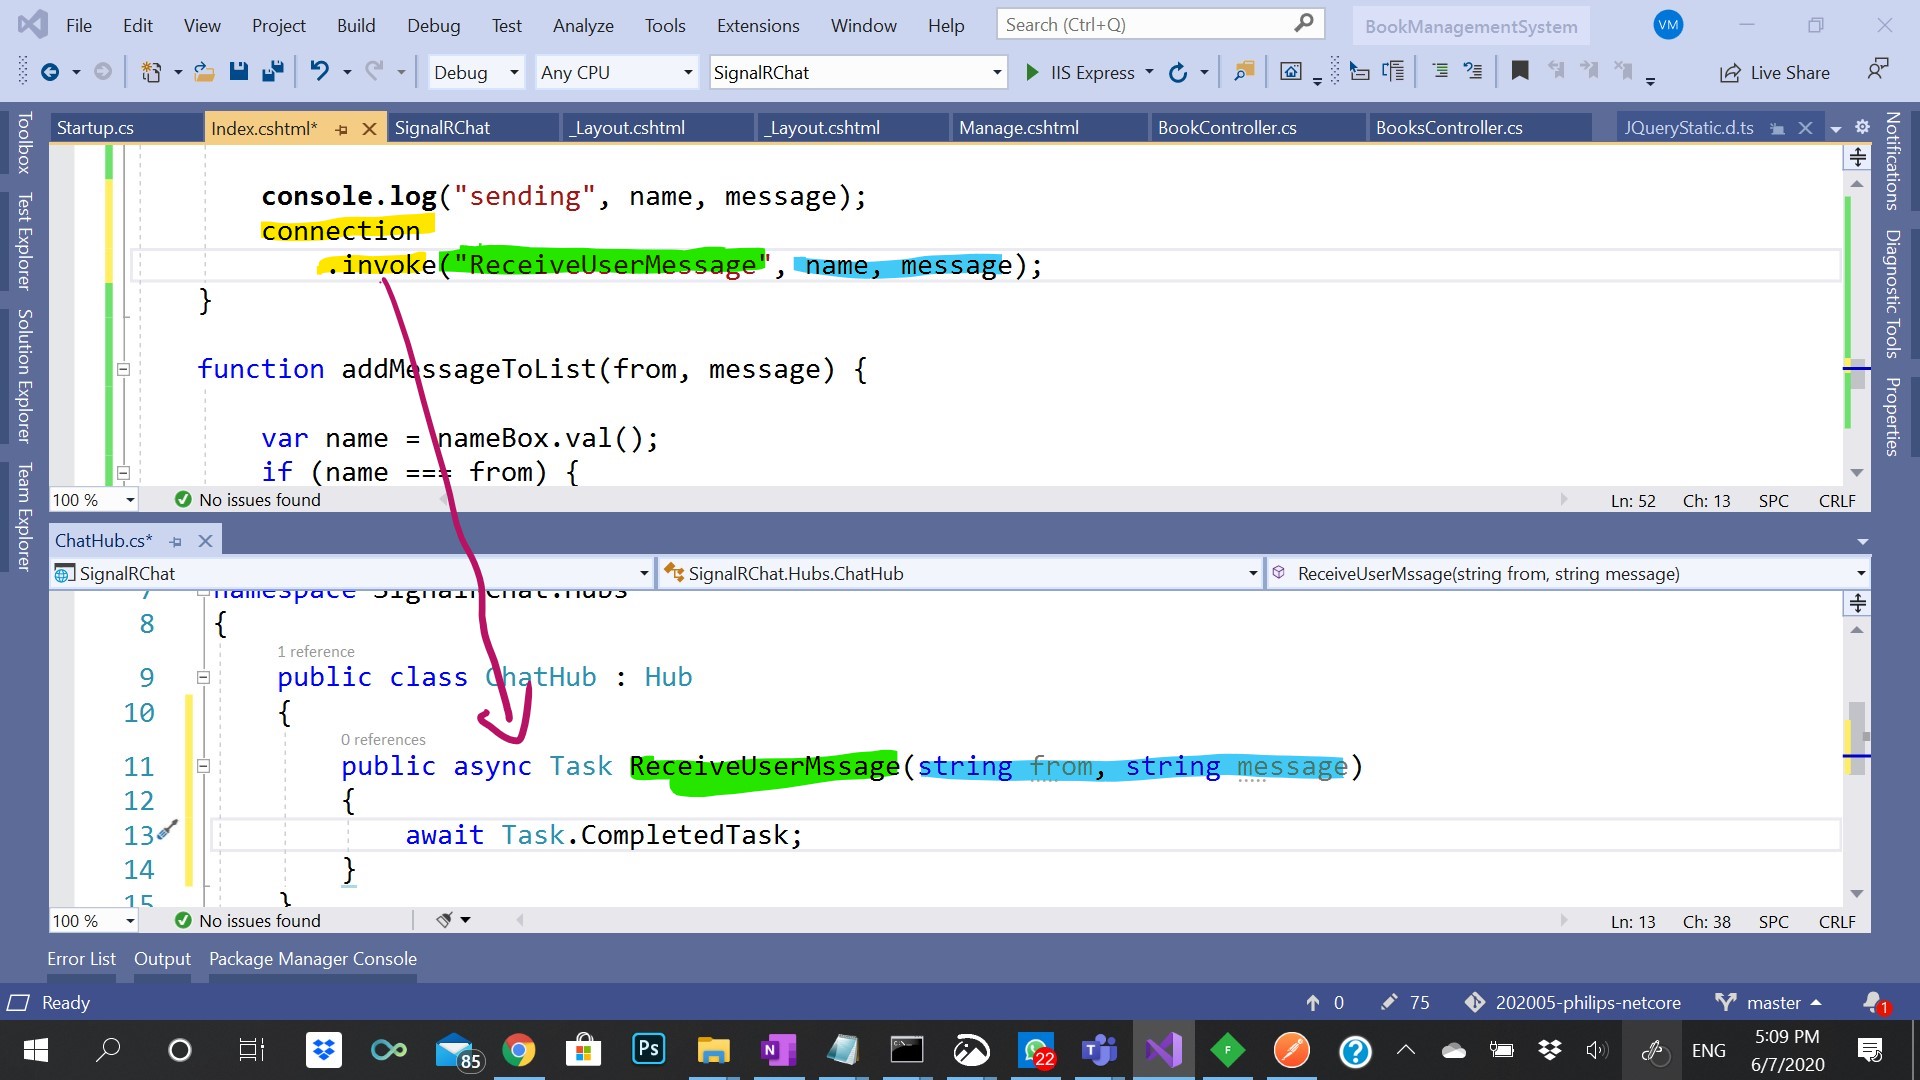 File Edit View Project Build Debug Test Analyze Tools Extensions Window Help Search (Ctrl+Q) BookManagementSystem VM
Debug Any CPU SignalRChat IIS Express Live Share
Startup.cs Index.cshtml* SignalRChat _Layout.cshtml _Layout.cshtml Manage.cshtml BookController.cs BooksController.cs JQueryStatic.d.ts
Toolbox
Test Explorer
Solution Explorer
Team Explorer
Notifications
Diagnostic Tools
Properties
console.log("sending", name, message);
connection
.invoke("ReceiveUserMessage", name, message);
}
function addMessageToList(from, message) {
var name = nameBox.val();
if (name === from) {
100 % No issues found Ln: 52 Ch: 13 SPC CRLF
ChatHub.cs*
SignalRChat SignalRChat.Hubs.ChatHub ReceiveUserMssage(string from, string message)
7 namespace SignalRChat.Hubs
8 {
1 reference
9 public class ChatHub : Hub
10 {
0 references
11 public async Task ReceiveUserMssage(string from, string message)
12 {
13 await Task.CompletedTask;
14 }
15 }
100 % No issues found Ln: 13 Ch: 38 SPC CRLF
Error List Output Package Manager Console
Ready 0 75 202005-philips-netcore master 1
85 Ps N 22 F ? ENG 5:09 PM
6/7/2020